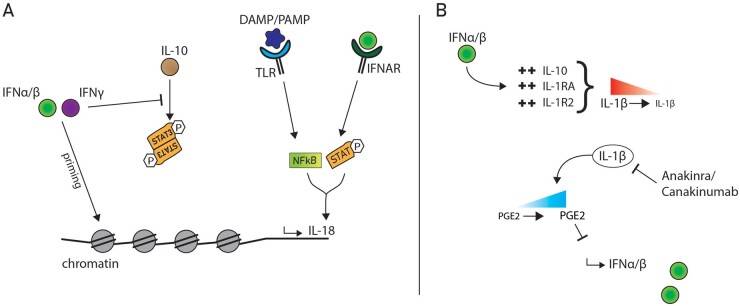 A
DAMP/PAMP
IL-10
TLR
IFNAR
IFNα/β
IFNγ
P
STAT3
STAT3
P
priming
NFkB
STAT
P
IL-18
chromatin
B
IFNα/β
++ IL-10
++ IL-1RA
++ IL-1R2
IL-1β
IL-1β
IL-1β
Anakinra/
Canakinumab
PGE2
PGE2
IFNα/β